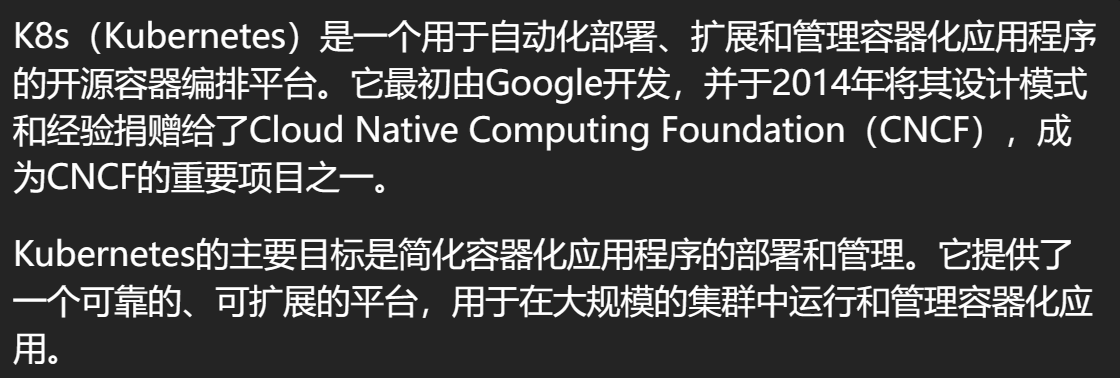 K8s（Kubernetes）是一个用于自动化部署、扩展和管理容器化应用程序
的开源容器编排平台。它最初由Google开发，并于2014年将其设计模式
和经验捐赠给了Cloud Native Computing Foundation（CNCF），成
为CNCF的重要项目之一。
Kubernetes的主要目标是简化容器化应用程序的部署和管理。它提供了
一个可靠的、可扩展的平台，用于在大规模的集群中运行和管理容器化应
用。